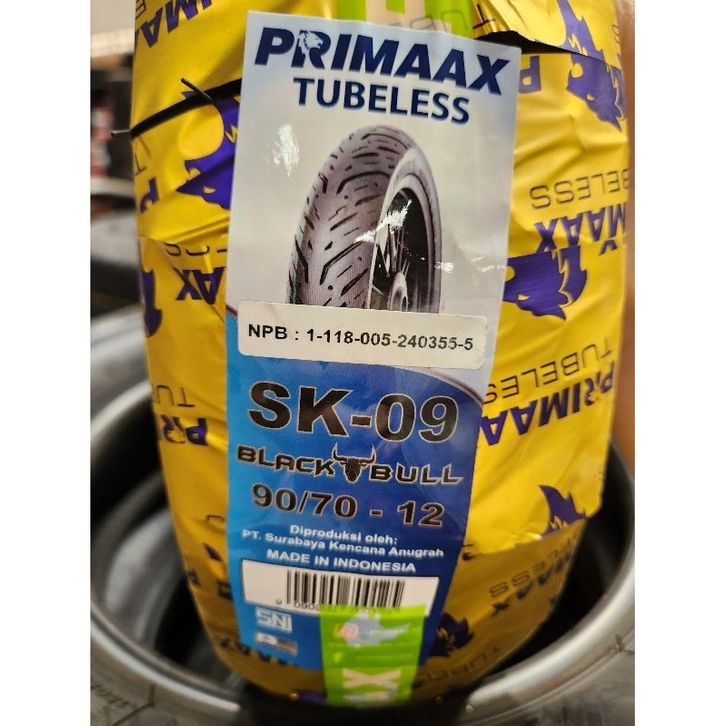 PRIMAAX
TUBELESS
NPB : 1-118-005-240355-5
SK-09
BLACK BULL
90/70 - 12
Diproduksi oleh:
PT. Surabaya Kencana Anugrah
MADE IN INDONESIA
SNI
PRIMAAX
TUBELESS